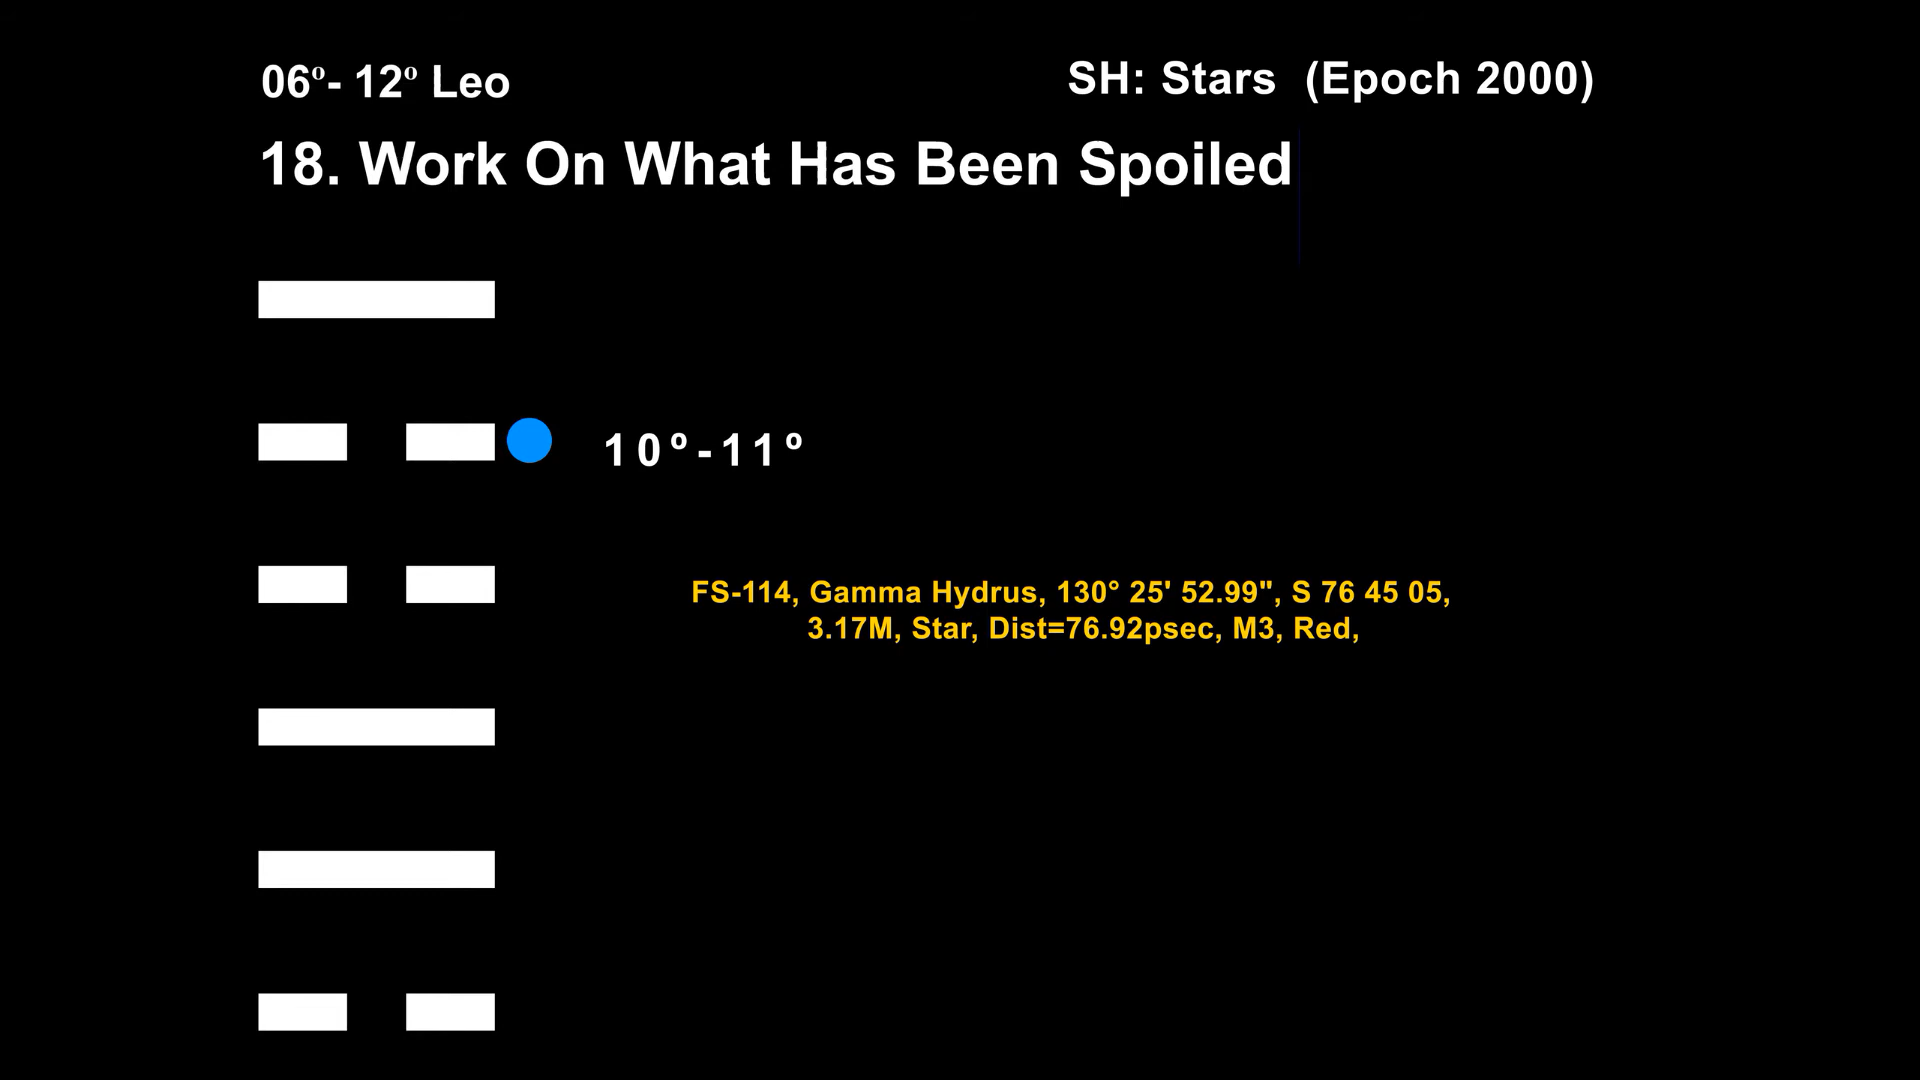 06º- 12º Leo
SH: Stars (Epoch 2000)
18. Work On What Has Been Spoiled
10º-11º
FS-114, Gamma Hydrus, 130° 25' 52.99", S 76 45 05,
3.17M, Star, Dist=76.92psec, M3, Red,